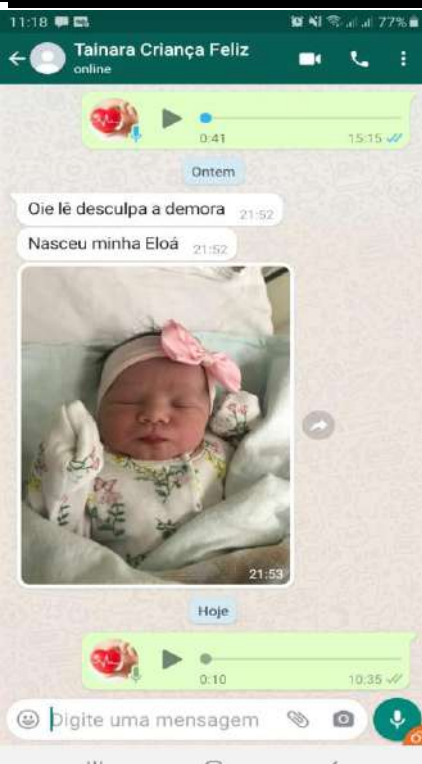 11:18
77%
Tainara Criança Feliz
online
0:41 15:15
Ontem
Oie lê desculpa a demora 21:52
Nasceu minha Eloá 21:52
21:53
Hoje
0:10 10:35
Digite uma mensagem